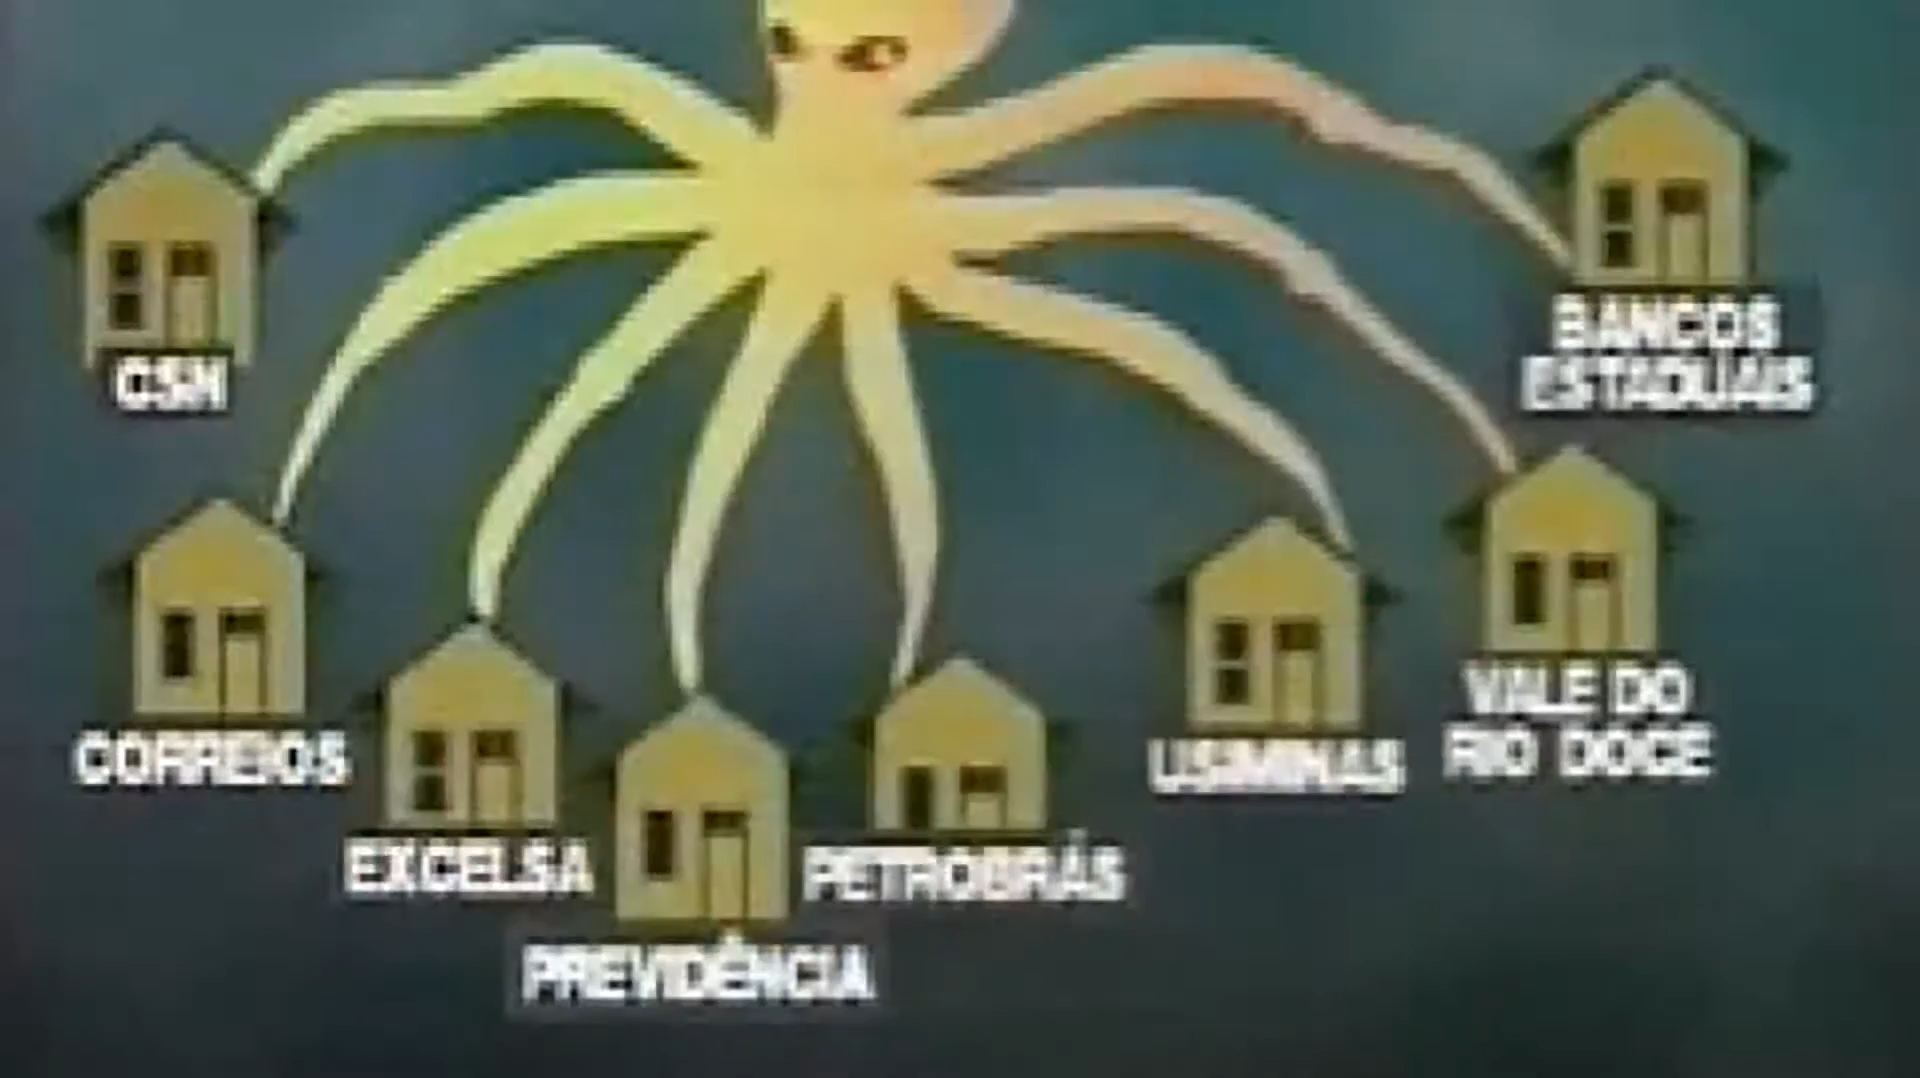 CSN
BANCOS
ESTADUAIS
CORREIOS
EXCELSA
PREVIDÊNCIA
PETROBRÁS
USIMINAS
VALE DO
RIO DOCE